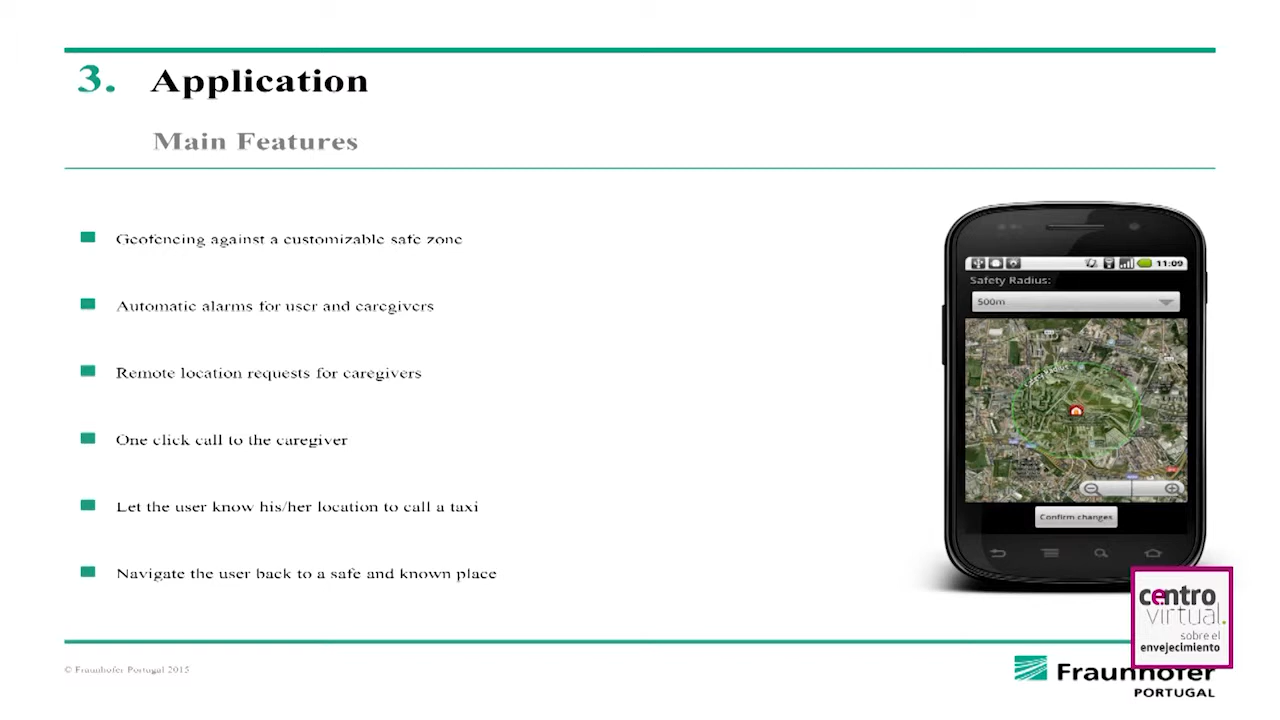 3. Application
Main Features
Geofencing against a customizable safe zone
Automatic alarms for user and caregivers
Remote location requests for caregivers
One click call to the caregiver
Let the user know his/her location to call a taxi
Navigate the user back to a safe and known place
11:09
Safety Radius:
500m
Safety Radius
Confirm changes
centro
virtual.
sobre el
envejecimiento
© Fraunhofer Portugal 2015
Fraunhofer
PORTUGAL